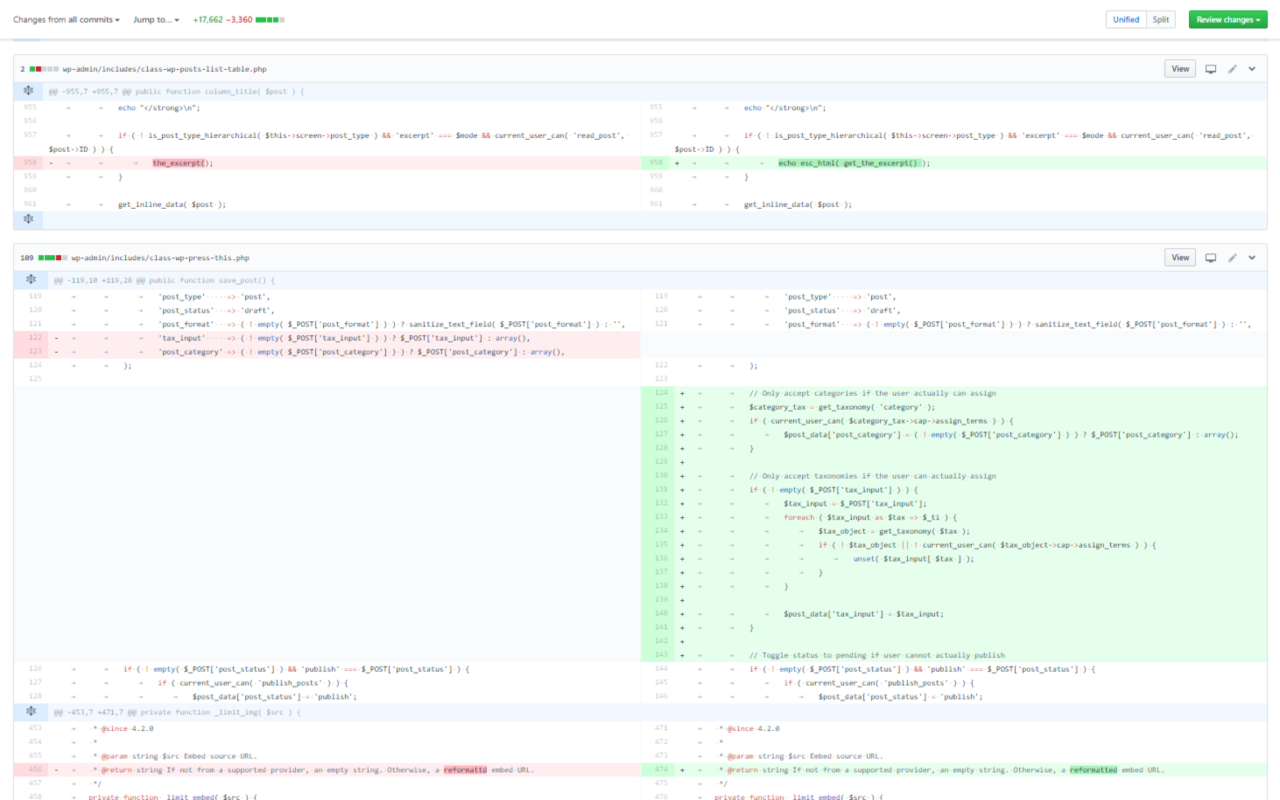 Changes from all commits Jump to... +17,662 −3,360 Unified Split Review changes
2 wp-admin/includes/class-wp-posts-list-table.php View
@@ -955,7 +955,7 @@ public function column_title( $post ) {
955 echo "</strong>\n"; 955 echo "</strong>\n";
956 956
957 if ( ! is_post_type_hierarchical( $this->screen->post_type ) && 'excerpt' === $mode && current_user_can( 'read_post', 957 if ( ! is_post_type_hierarchical( $this->screen->post_type ) && 'excerpt' === $mode && current_user_can( 'read_post',
$post->ID ) ) { $post->ID ) ) {
958 - the_excerpt(); 958 + echo esc_html( get_the_excerpt() );
959 } 959 }
960 960
961 get_inline_data( $post ); 961 get_inline_data( $post );
109 wp-admin/includes/class-wp-press-this.php View
@@ -119,10 +119,28 @@ public function save_post() {
119 'post_type' => 'post', 119 'post_type' => 'post',
120 'post_status' => 'draft', 120 'post_status' => 'draft',
121 'post_format' => ( ! empty( $_POST['post_format'] ) ) ? sanitize_text_field( $_POST['post_format'] ) : '', 121 'post_format' => ( ! empty( $_POST['post_format'] ) ) ? sanitize_text_field( $_POST['post_format'] ) : '',
122 - 'tax_input' => ( ! empty( $_POST['tax_input'] ) ) ? $_POST['tax_input'] : array(),
123 - 'post_category' => ( ! empty( $_POST['post_category'] ) ) ? $_POST['post_category'] : array(),
124 ); 122 );
125 123
124 + // Only accept categories if the user actually can assign
125 + $category_tax = get_taxonomy( 'category' );
126 + if ( current_user_can( $category_tax->cap->assign_terms ) ) {
127 + $post_data['post_category'] = ( ! empty( $_POST['post_category'] ) ) ? $_POST['post_category'] : array();
128 + }
129 +
130 + // Only accept taxonomies if the user can actually assign
131 + if ( ! empty( $_POST['tax_input'] ) ) {
132 + $tax_input = $_POST['tax_input'];
133 + foreach ( $tax_input as $tax => $_ti ) {
134 + $tax_object = get_taxonomy( $tax );
135 + if ( ! $tax_object || ! current_user_can( $tax_object->cap->assign_terms ) ) {
136 + unset( $tax_input[ $tax ] );
137 + }
138 + }
139 +
140 + $post_data['tax_input'] = $tax_input;
141 + }
142 +
143 + // Toggle status to pending if user cannot actually publish
126 if ( ! empty( $_POST['post_status'] ) && 'publish' === $_POST['post_status'] ) { 144 if ( ! empty( $_POST['post_status'] ) && 'publish' === $_POST['post_status'] ) {
127 if ( current_user_can( 'publish_posts' ) ) { 145 if ( current_user_can( 'publish_posts' ) ) {
128 $post_data['post_status'] = 'publish'; 146 $post_data['post_status'] = 'publish';
@@ -453,7 +471,7 @@ private function _limit_img( $src ) {
453 * @since 4.2.0 471 * @since 4.2.0
454 * 472 *
455 * @param string $src Embed source URL. 473 * @param string $src Embed source URL.
456 - * @return string If not from a supported provider, an empty string. Otherwise, a reformattd embed URL. 474 + * @return string If not from a supported provider, an empty string. Otherwise, a reformatted embed URL.
457 */ 475 */
458 private function _limit_embed( $src ) { 476 private function _limit_embed( $src ) {